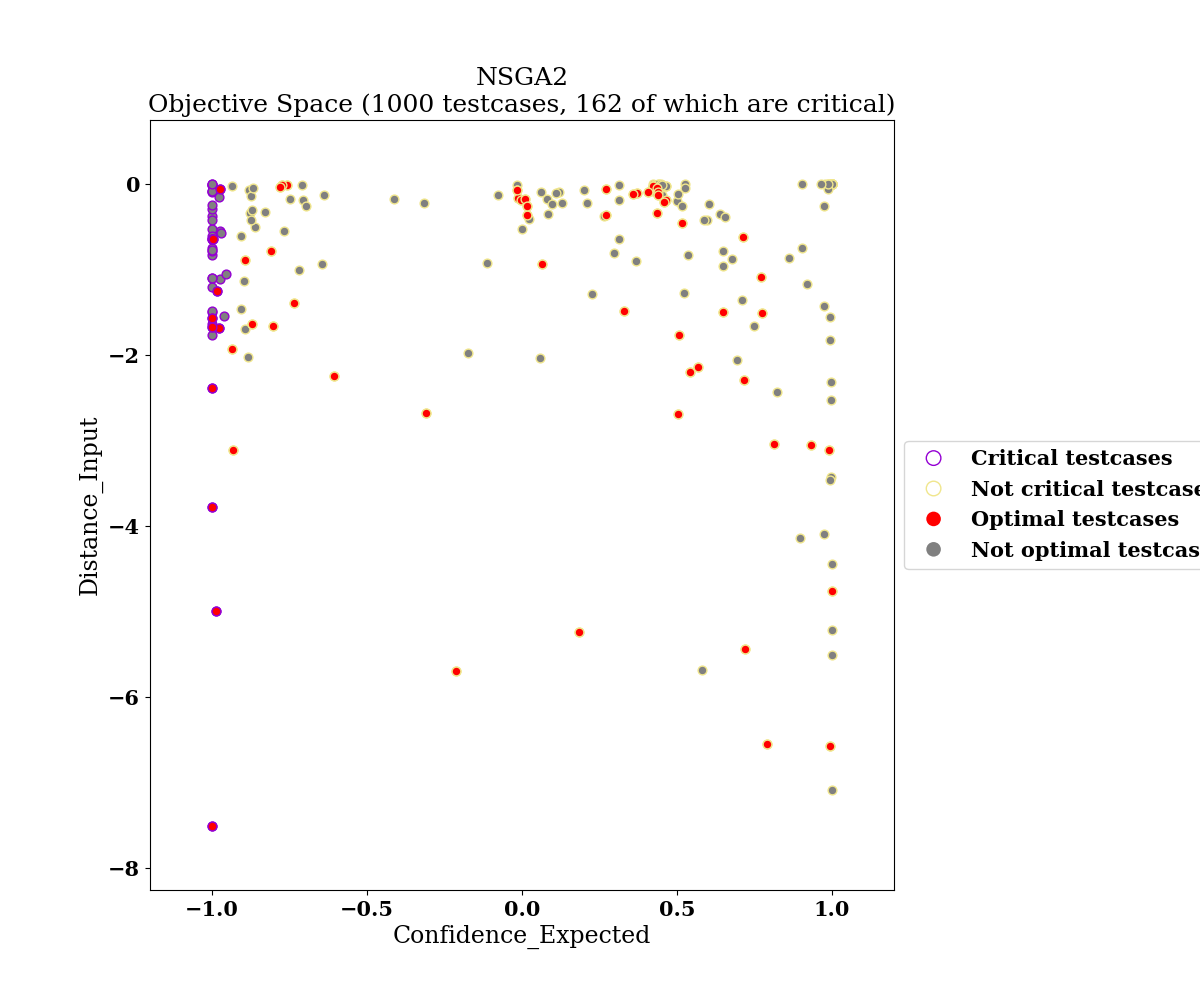 NSGA2
Objective Space (1000 testcases, 162 of which are critical)
0
−2
−4
−6
−8
Distance_Input
−1.0
−0.5
0.0
0.5
1.0
Confidence_Expected
Critical testcases
Not critical testcase
Optimal testcases
Not optimal testcas